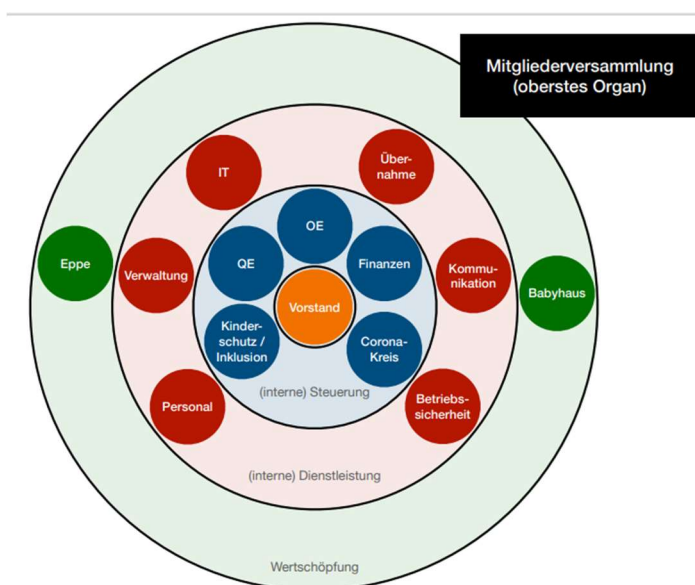 Mitgliederversammlung
(oberstes Organ)
IT
Über-
nahme
OE
Eppe
Verwaltung
QE
Finanzen
Kommu-
nikation
Babyhaus
Vorstand
Kinder-
schutz /
Inklusion
Corona-
Kreis
(interne) Steuerung
Personal
Betriebs-
sicherheit
(interne) Dienstleistung
Wertschöpfung